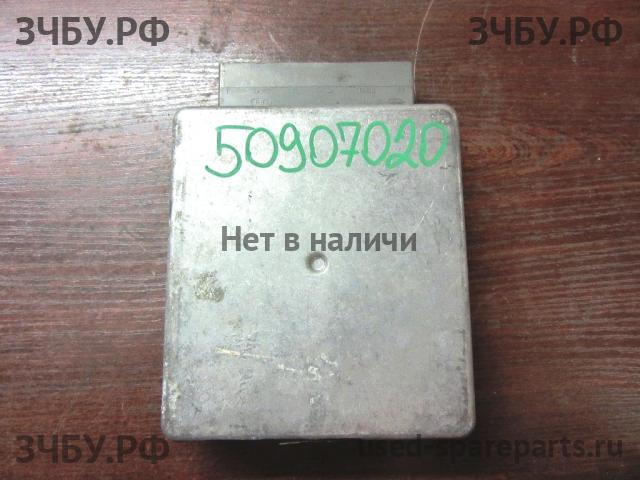 ЗЧБУ.РФ
ЗЧБУ.РФ
50907020
Нет в наличи
ЗЧБУ.РФ
used-spareparts.ru